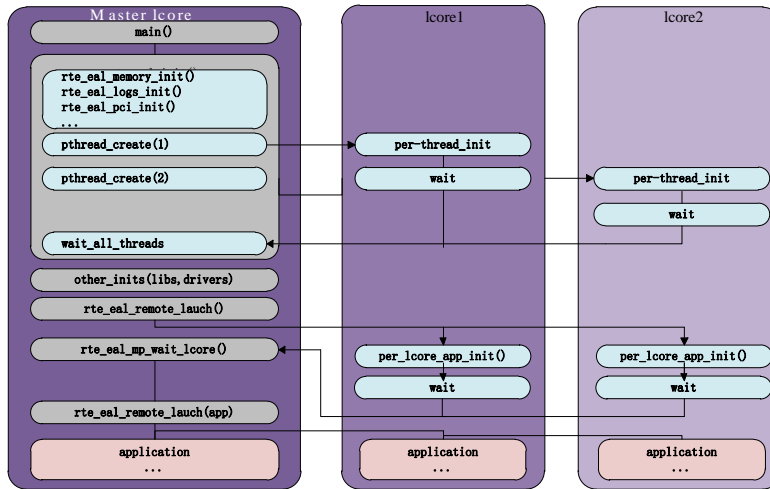 Master lcore
main()
rte_eal_memory_init()
rte_eal_logs_init()
rte_eal_pci_init()
...
pthread_create(1)
pthread_create(2)
wait_all_threads
other_inits(libs,drivers)
rte_eal_remote_lauch()
rte_eal_mp_wait_lcore()
rte_eal_remote_lauch(app)
application
...
lcore1
per-thread_init
wait
per_lcore_app_init()
wait
application
...
lcore2
per-thread_init
wait
per_lcore_app_init()
wait
application
...